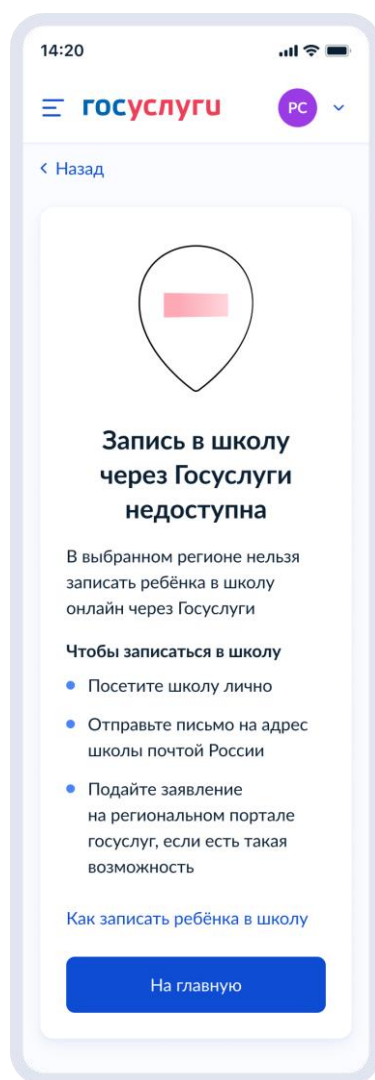 14:20
госуслуги
РС
Назад
Запись в школу
через Госуслуги
недоступна
В выбранном регионе нельзя
записать ребёнка в школу
онлайн через Госуслуги
Чтобы записаться в школу
Посетите школу лично
Отправьте письмо на адрес
школы почтой России
Подайте заявление
на региональном портале
госуслуг, если есть такая
возможность
Как записать ребёнка в школу
На главную